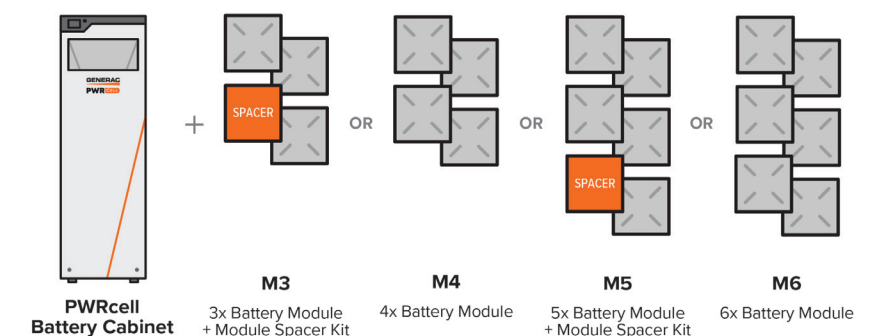 GENERAC
PWRCELL
SPACER
OR
OR
SPACER
OR
PWRcell
Battery Cabinet
M3
3x Battery Module
+ Module Spacer Kit
M4
4x Battery Module
M5
5x Battery Module
+ Module Spacer Kit
M6
6x Battery Module